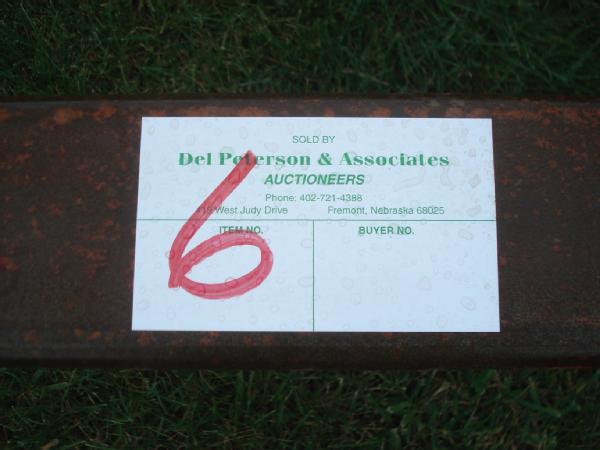 SOLD BY
Del Peterson & Associates
AUCTIONEERS
Phone: 402-721-4388
West Judy Drive Fremont, Nebraska 68025
ITEM NO. BUYER NO.
6